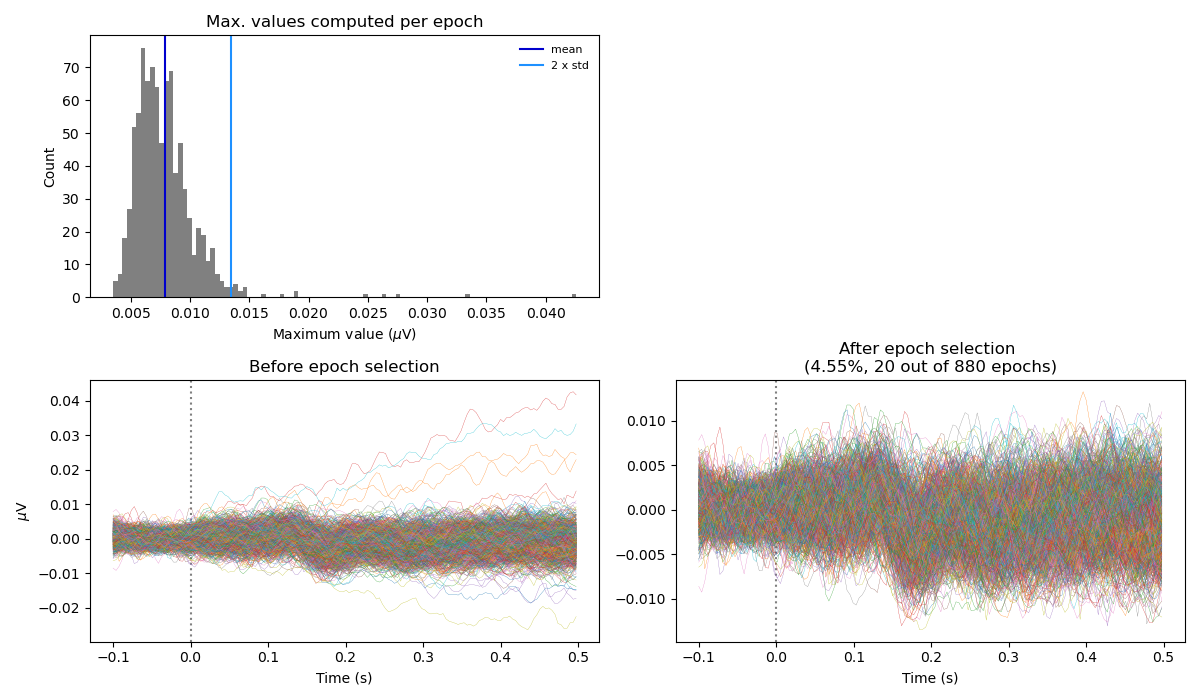 Max. values computed per epoch
mean
2 x std
70
60
50
40
30
20
10
0
Count
0.005 0.010 0.015 0.020 0.025 0.030 0.035 0.040
Maximum value (μV)
Before epoch selection
0.04
0.03
0.02
0.01
0.00
−0.01
−0.02
μV
−0.1 0.0 0.1 0.2 0.3 0.4 0.5
Time (s)
After epoch selection
(4.55%, 20 out of 880 epochs)
0.010
0.005
0.000
−0.005
−0.010
−0.1 0.0 0.1 0.2 0.3 0.4 0.5
Time (s)